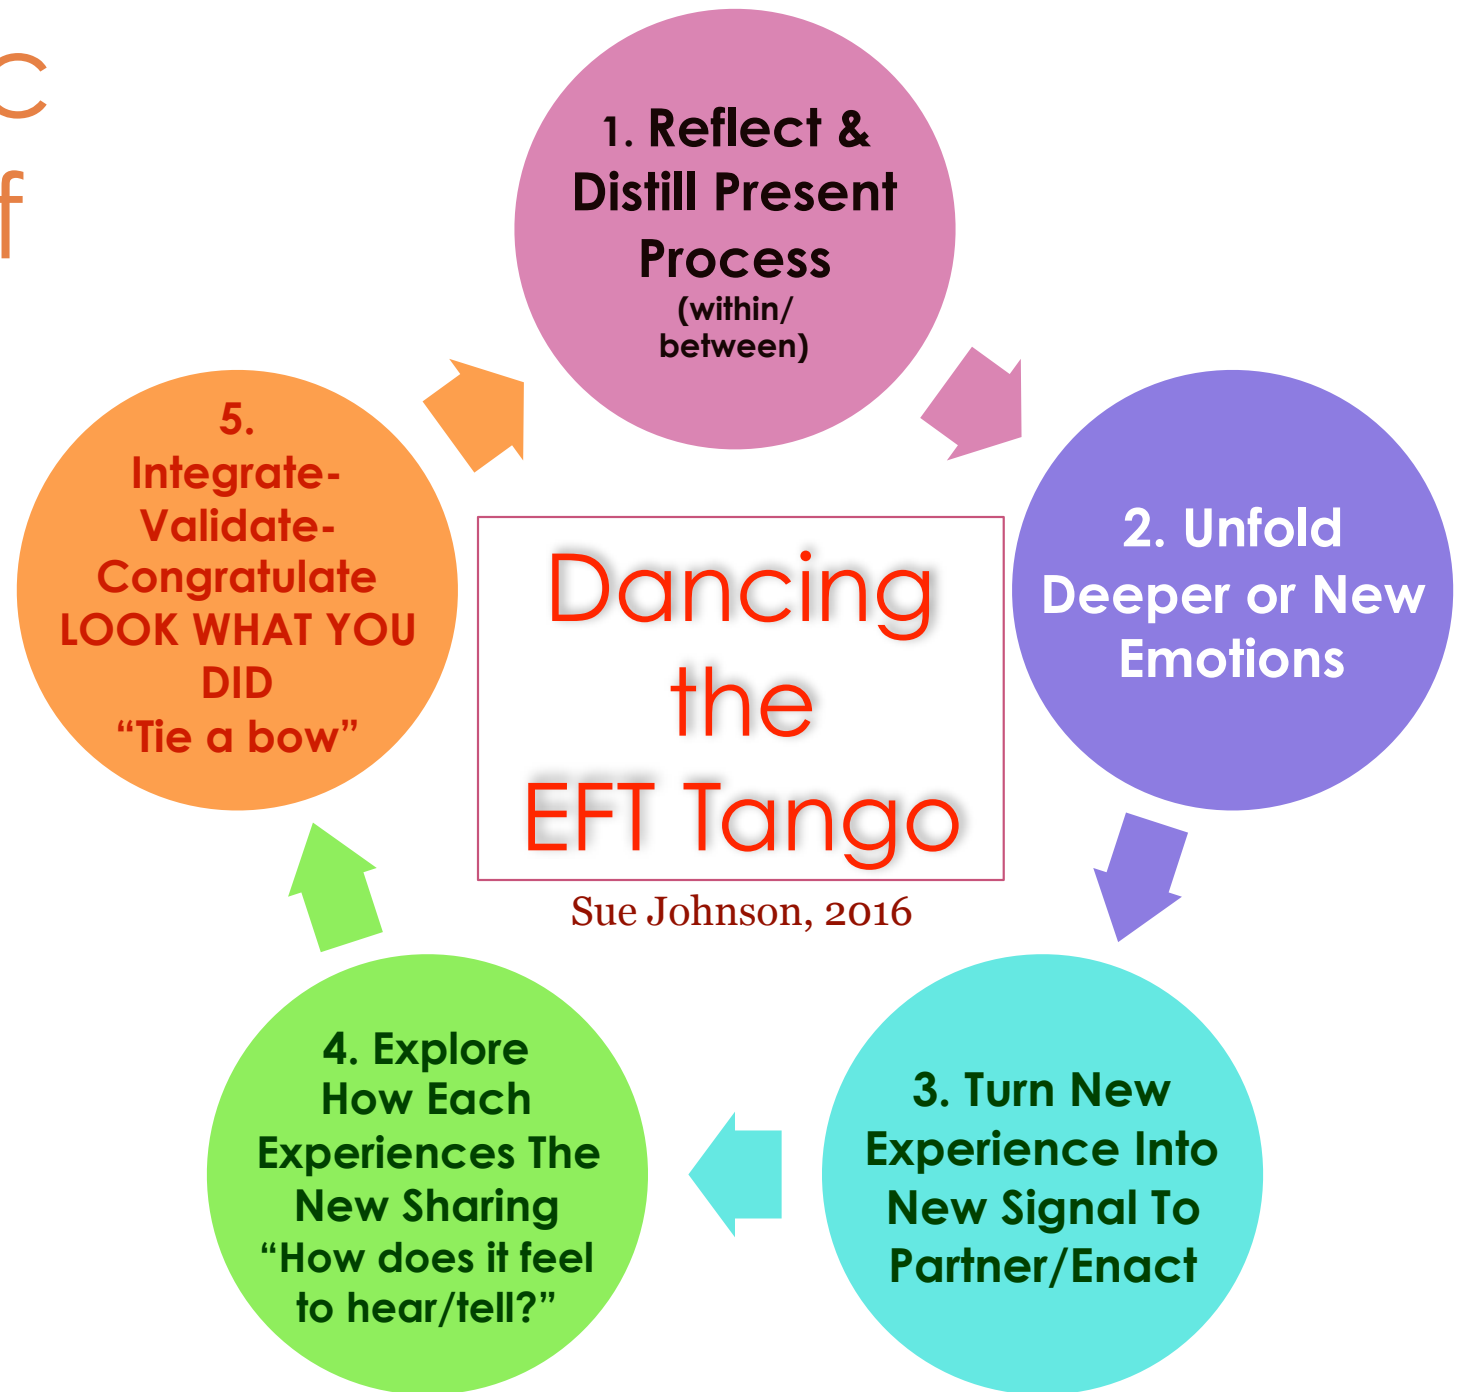 c
f
1. Reflect &
Distill Present
Process
(within/
between)
2. Unfold
Deeper or New
Emotions
3. Turn New
Experience Into
New Signal To
Partner/Enact
4. Explore
How Each
Experiences The
New Sharing
“How does it feel
to hear/tell?”
5.
Integrate-
Validate-
Congratulate
LOOK WHAT YOU
DID
“Tie a bow”
Dancing
the
EFT Tango
Sue Johnson, 2016